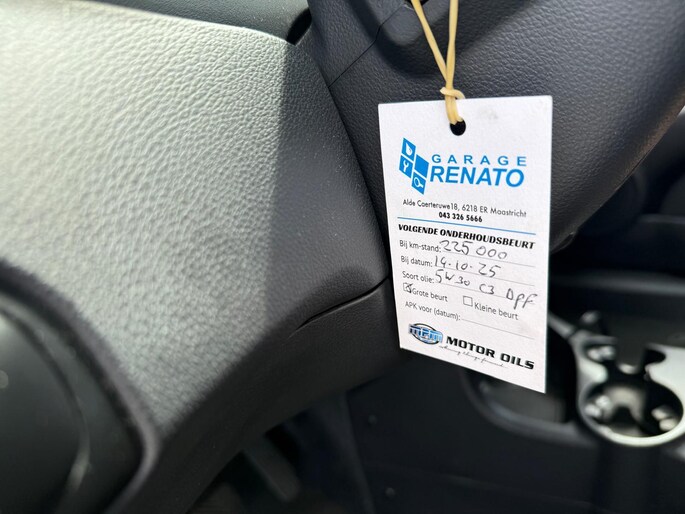 GARAGE
RENATO
Alde Caerteruwe18, 6218 ER Maastricht
043 326 5666
VOLGENDE ONDERHOUDSBEURT
Bij km-stand: 225 000
Bij datum: 14-10-25
Soort olie: 5W30 C3 DPF
Grote beurt Kleine beurt
APK voor (datum):
MOTOR OILS